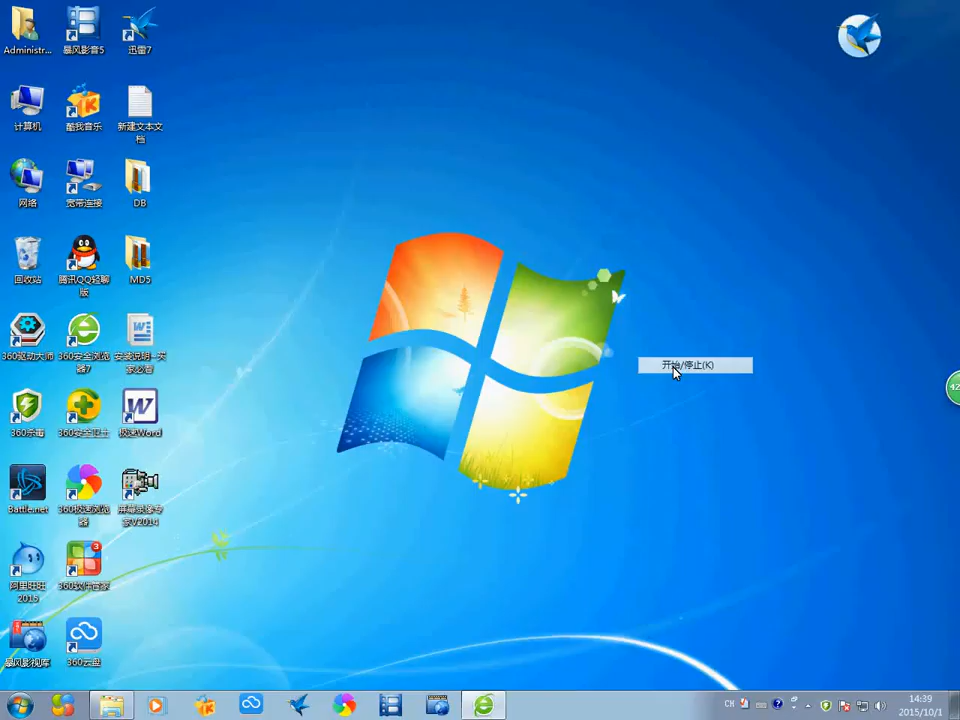 Administr...
暴风影音5
迅雷7
计算机
酷我音乐
新建文本文
档
网络
宽带连接
DB
回收站
腾讯QQ轻聊
版
MD5
360驱动大师
360安全浏览
器7
安装说明--买
家必看
360杀毒
360安全卫士
极速Word
Battle.net
360极速浏览
器
屏幕录像专
家V2014
阿里旺旺
2015
3
360软件管家
暴风影视库
360云盘
开始/停止(K)
42
CH
14:39
2015/10/1